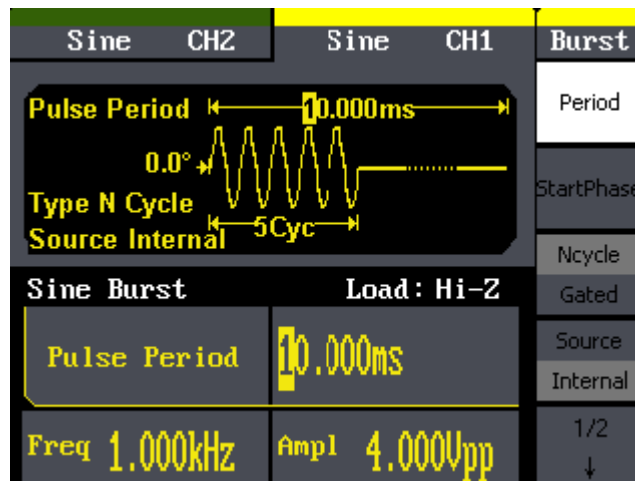 Sine CH2 Sine CH1 Burst
Pulse Period 10.000ms
0.0°
Type N Cycle
5Cyc
Source Internal
Period
StartPhase
Ncycle
Gated
Source
Internal
1/2
Sine Burst Load: Hi-Z
Pulse Period 10.000ms
Freq 1.000kHz Ampl 4.000Vpp